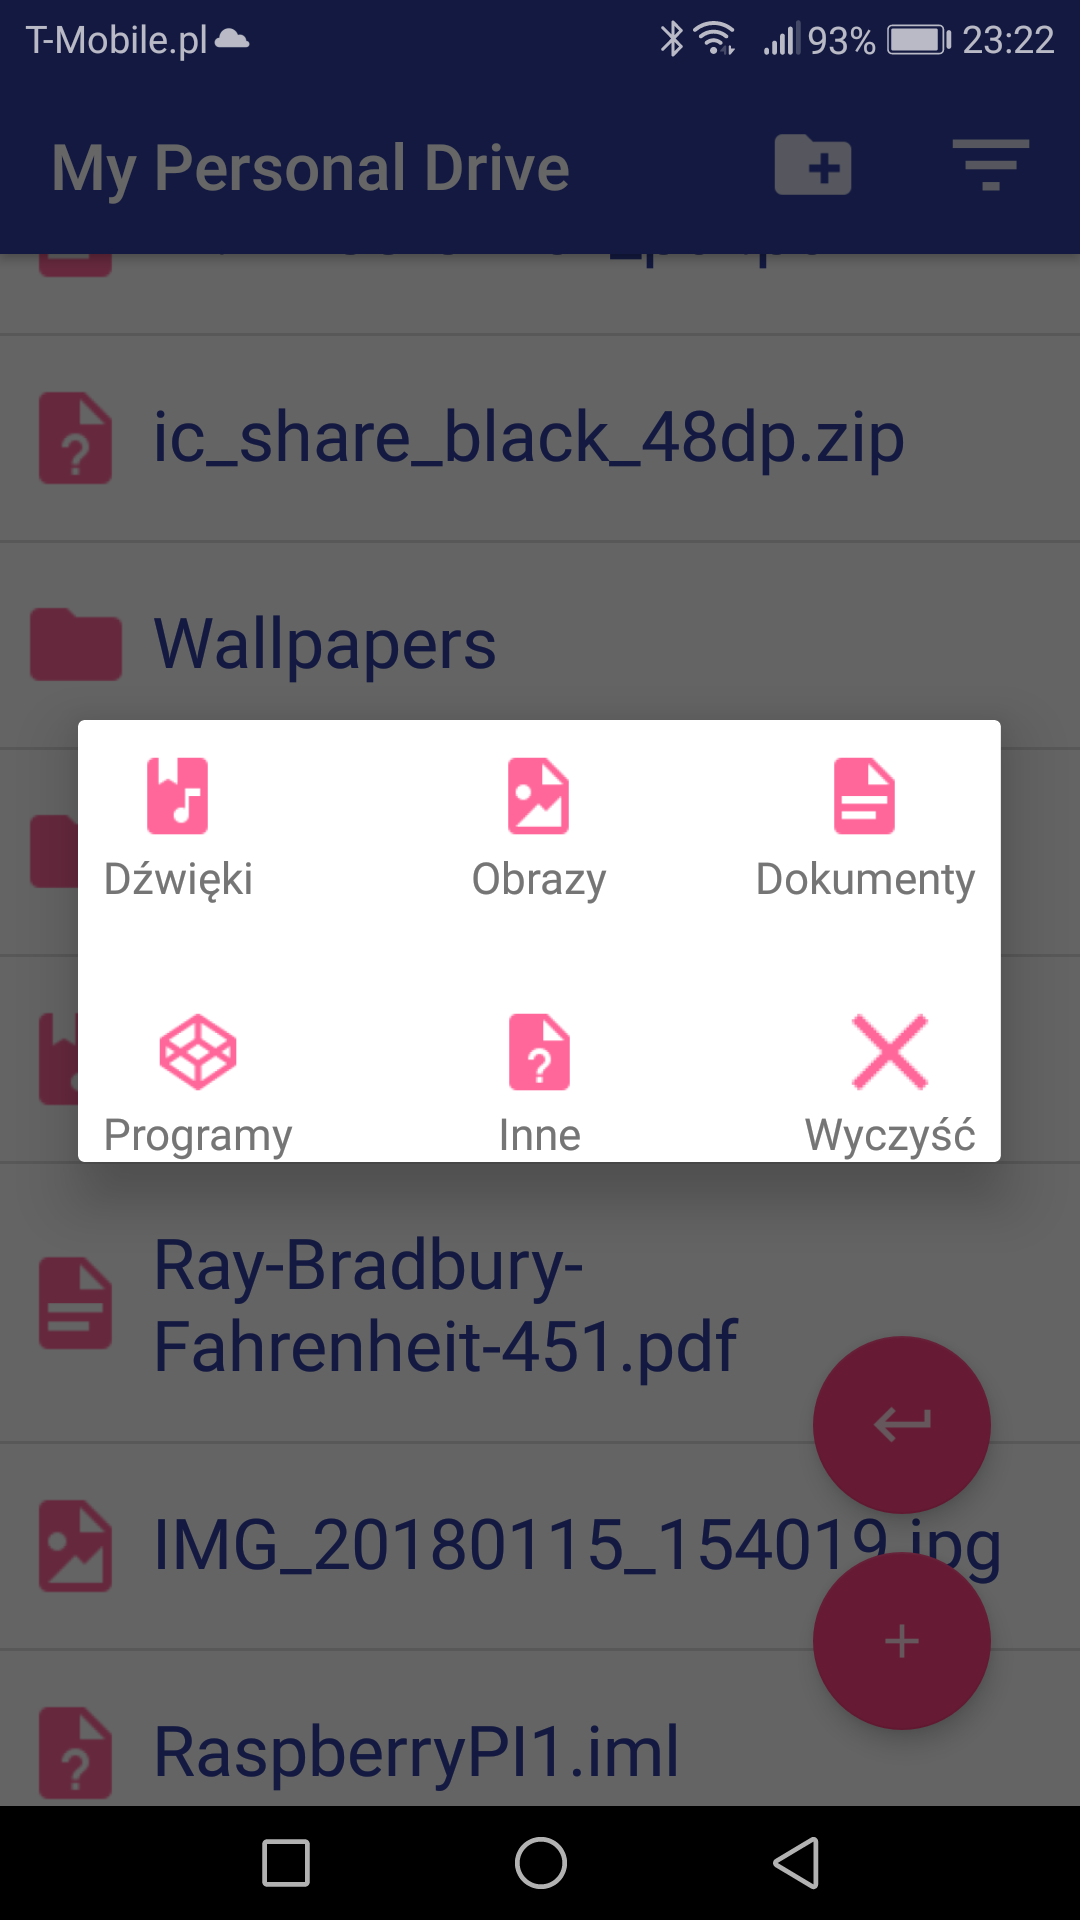 T-Mobile.pl 93% 23:22
My Personal Drive
ic_share_black_48dp.zip
Wallpapers
Dźwięki Obrazy Dokumenty
Programy Inne Wyczyść
Ray-Bradbury-
Fahrenheit-451.pdf
IMG_20180115_154019.jpg
RaspberryPI1.iml